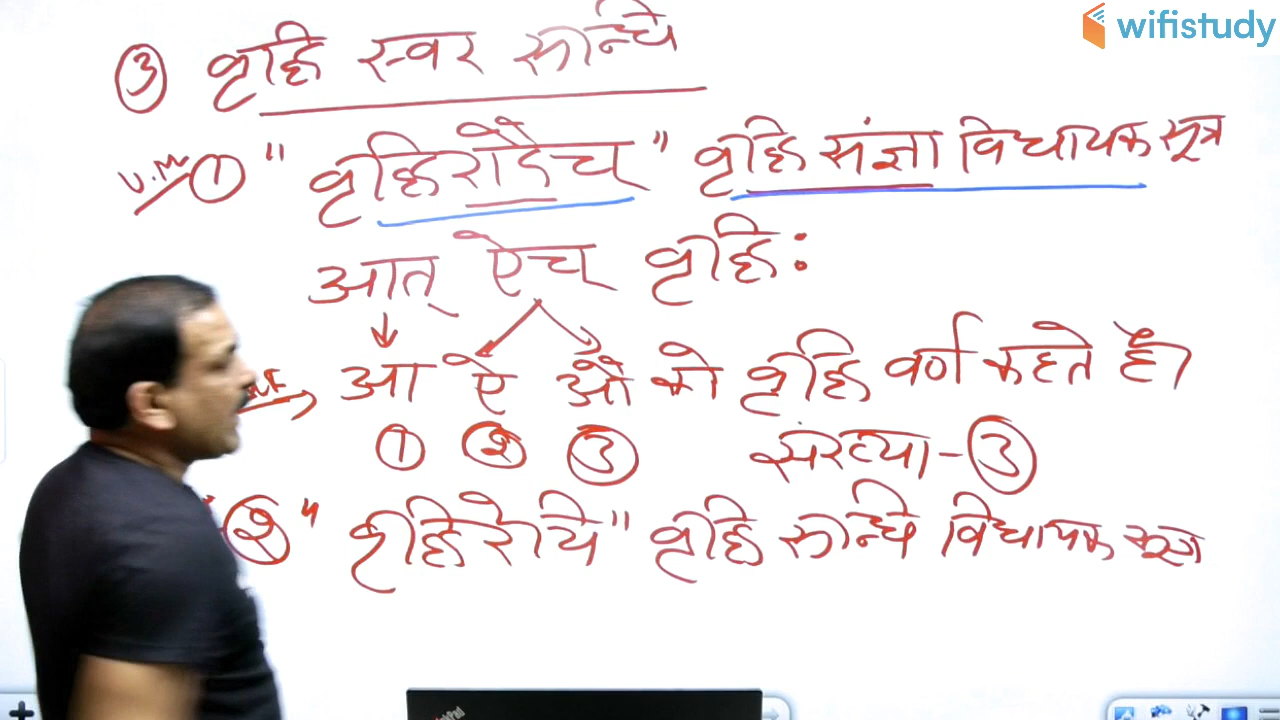 wifistudy
③ वृद्धि स्वर सन्धि
V.M ① "वृद्धिरादैच" वृद्धि संज्ञा विधायक सूत्र
आत् ऐच वृद्धिः
आ ऐ औ को वृद्धि वर्ण कहते हैं।
① ② ③ संख्या - ③
② "वृद्धिरेचि" वृद्धि सन्धि विधायक सूत्र